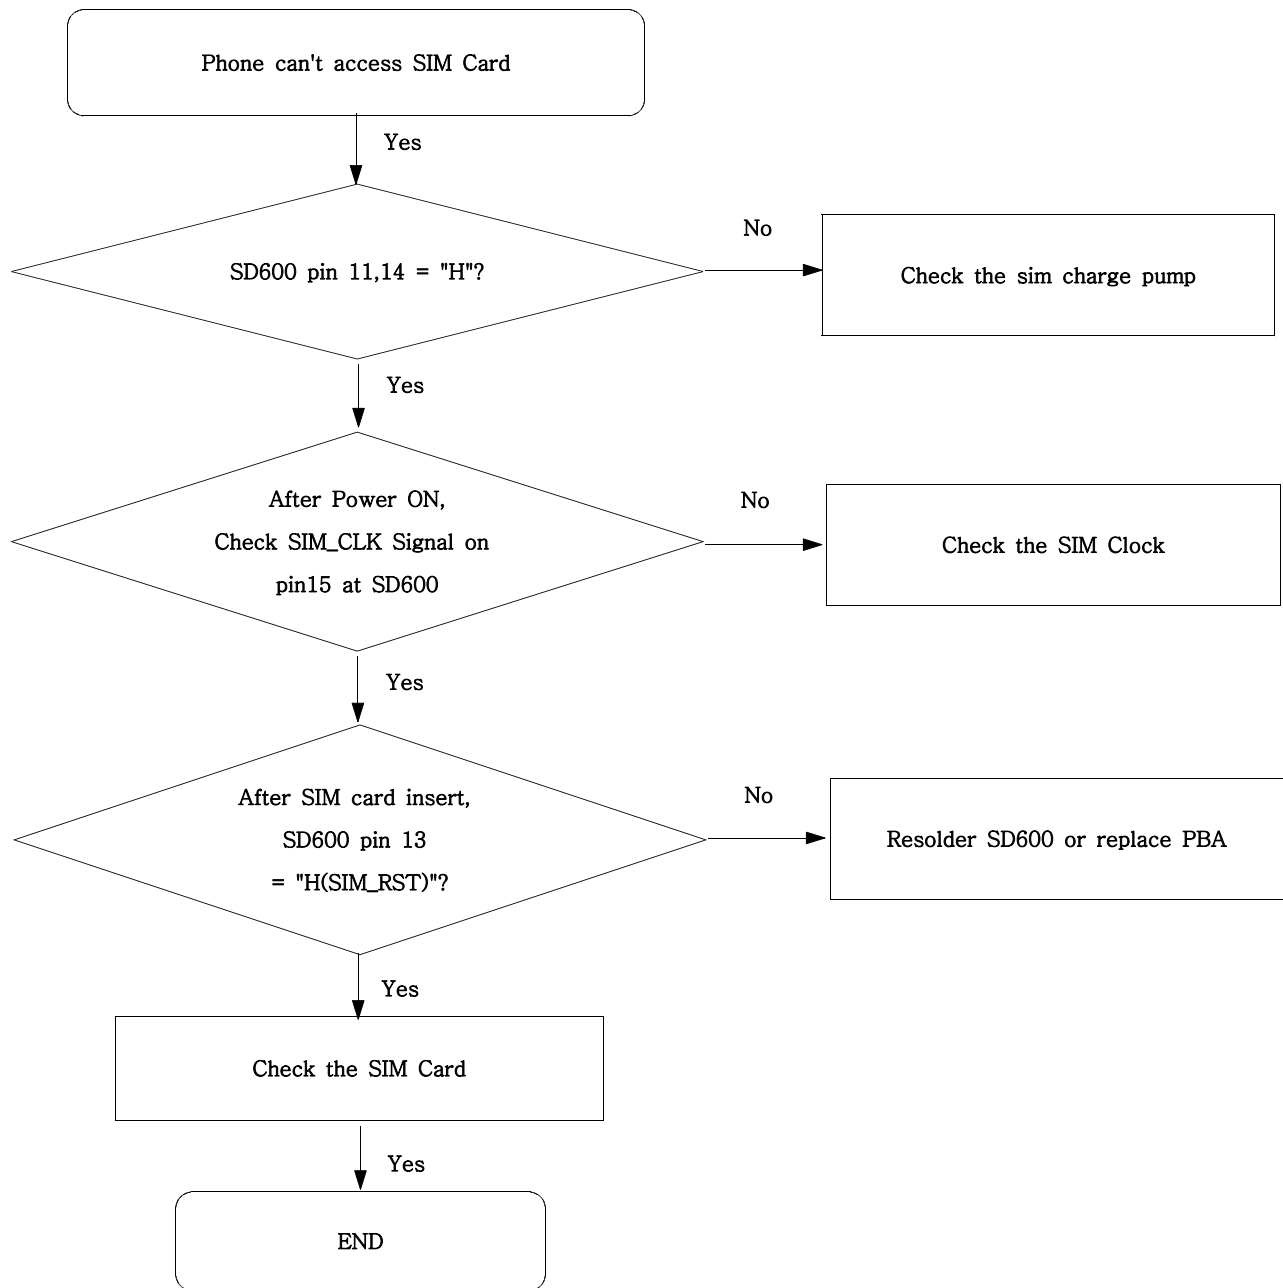 Phone can't access SIM Card
Yes
SD600 pin 11,14 = "H"?
No
Check the sim charge pump
Yes
After Power ON,
Check SIM_CLK Signal on
pin15 at SD600
No
Check the SIM Clock
Yes
After SIM card insert,
SD600 pin 13
= "H(SIM_RST)"?
No
Resolder SD600 or replace PBA
Yes
Check the SIM Card
Yes
END